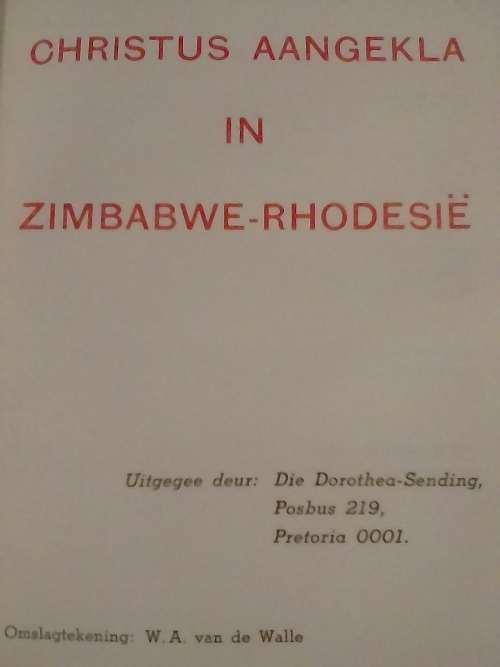 CHRISTUS AANGEKLA
IN
ZIMBABWE-RHODESIË
Uitgegee deur: Die Dorothea-Sending,
Posbus 219,
Pretoria 0001.
Omslagtekening: W. A. van de Walle